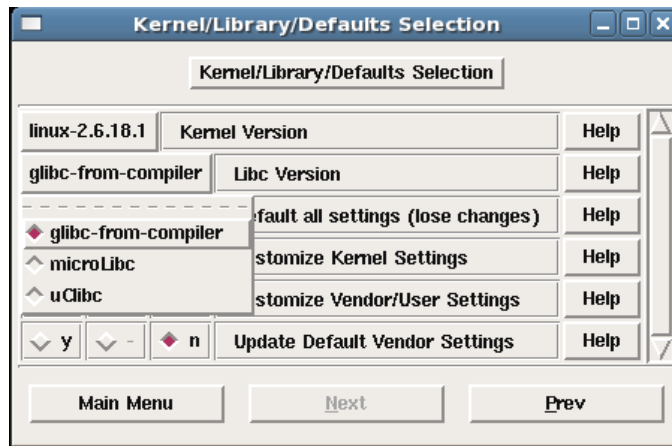 Kernel/Library/Defaults Selection
Kernel/Library/Defaults Selection
linux-2.6.18.1 Kernel Version Help
glibc-from-compiler Libc Version Help
efault all settings (lose changes) Help
glibc-from-compiler
microLibc stomize Kernel Settings Help
uClibc stomize Vendor/User Settings Help
y - n Update Default Vendor Settings Help
Main Menu Next Prev